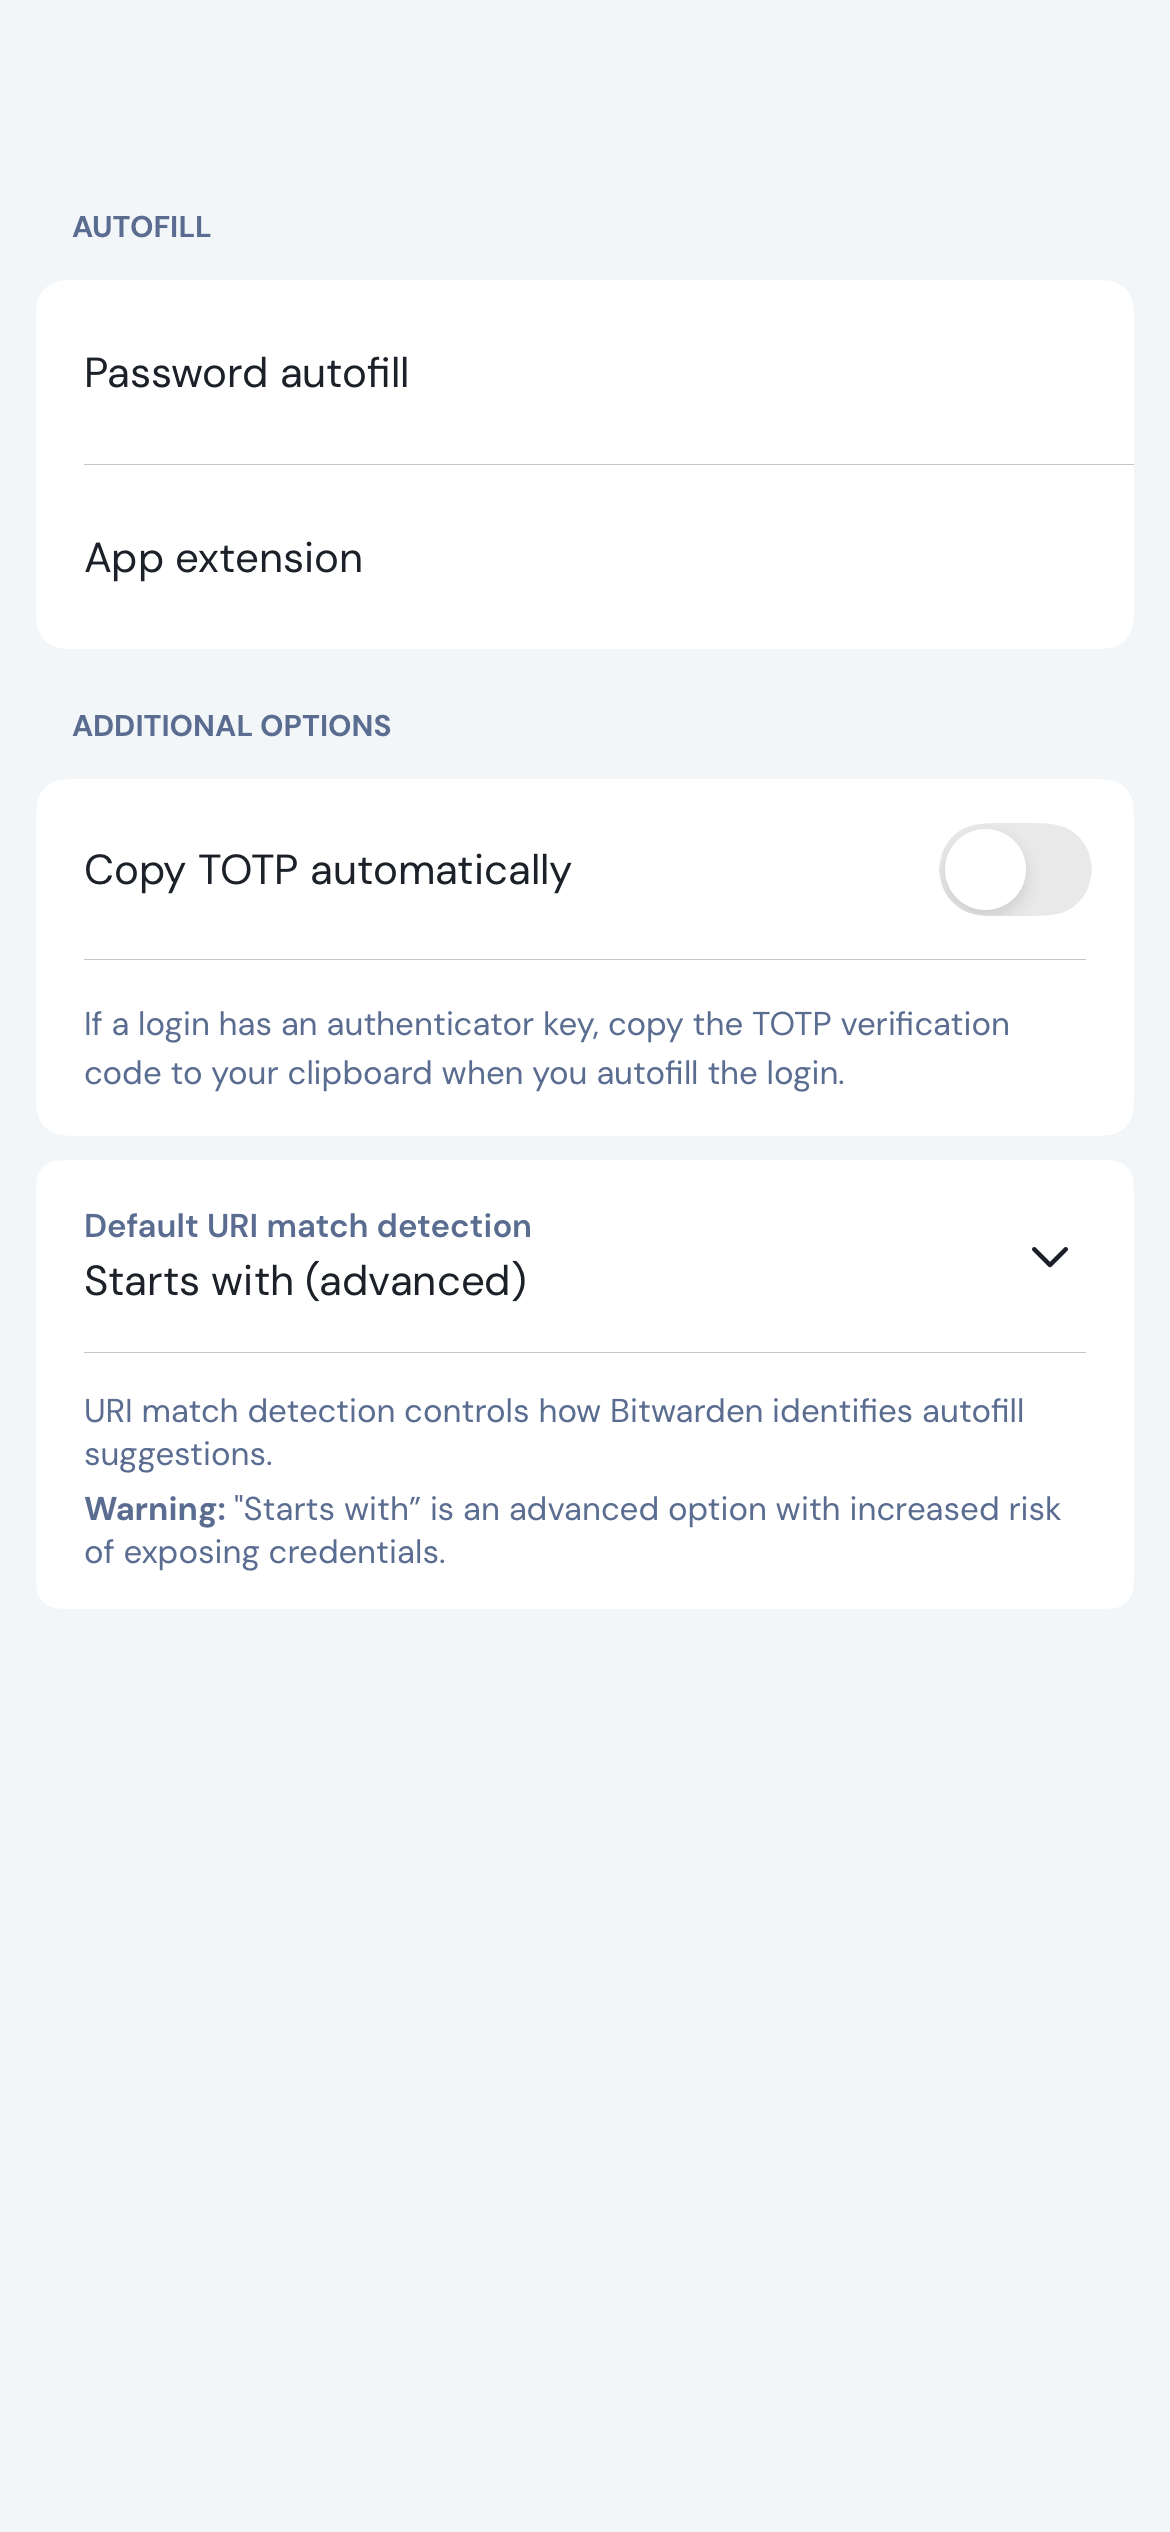 AUTOFILL
Password autofill
App extension
ADDITIONAL OPTIONS
Copy TOTP automatically
If a login has an authenticator key, copy the TOTP verification
code to your clipboard when you autofill the login.
Default URI match detection
Starts with (advanced)
URI match detection controls how Bitwarden identifies autofill
suggestions.
Warning: "Starts with” is an advanced option with increased risk
of exposing credentials.